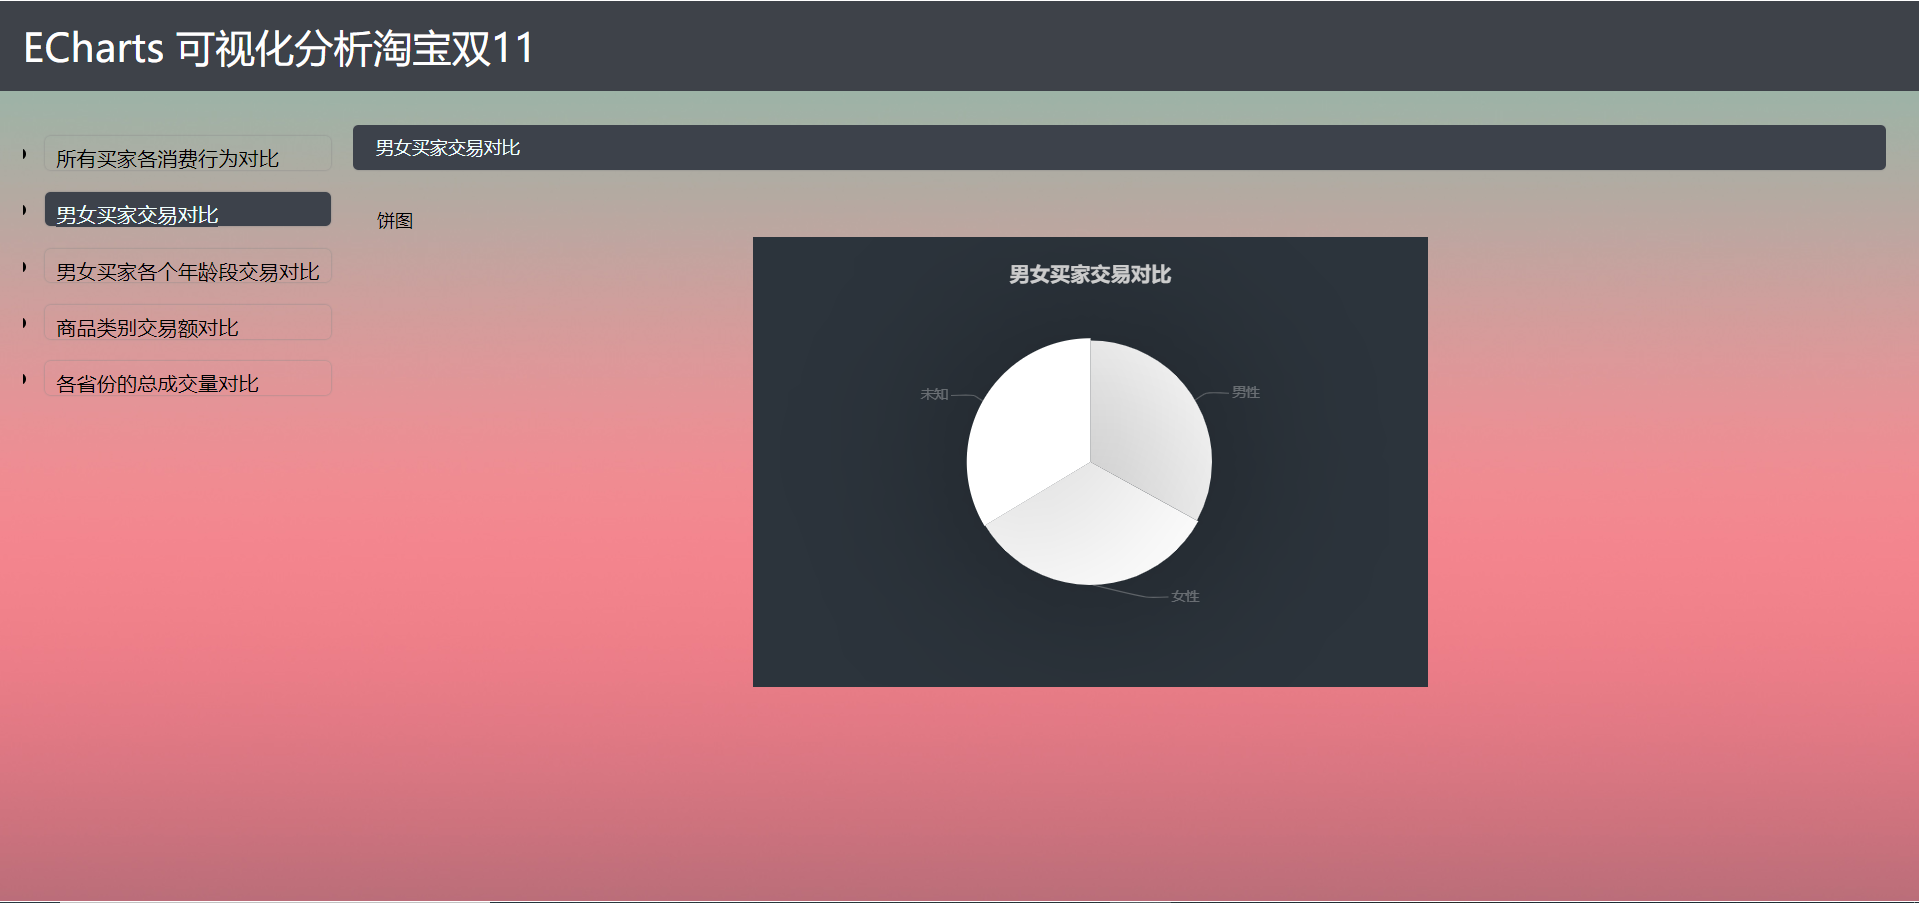 ECharts 可视化分析淘宝双11
所有买家各消费行为对比
男女买家交易对比
男女买家各个年龄段交易对比
商品类别交易额对比
各省份的总成交量对比
男女买家交易对比
饼图
男女买家交易对比
未知
男性
女性